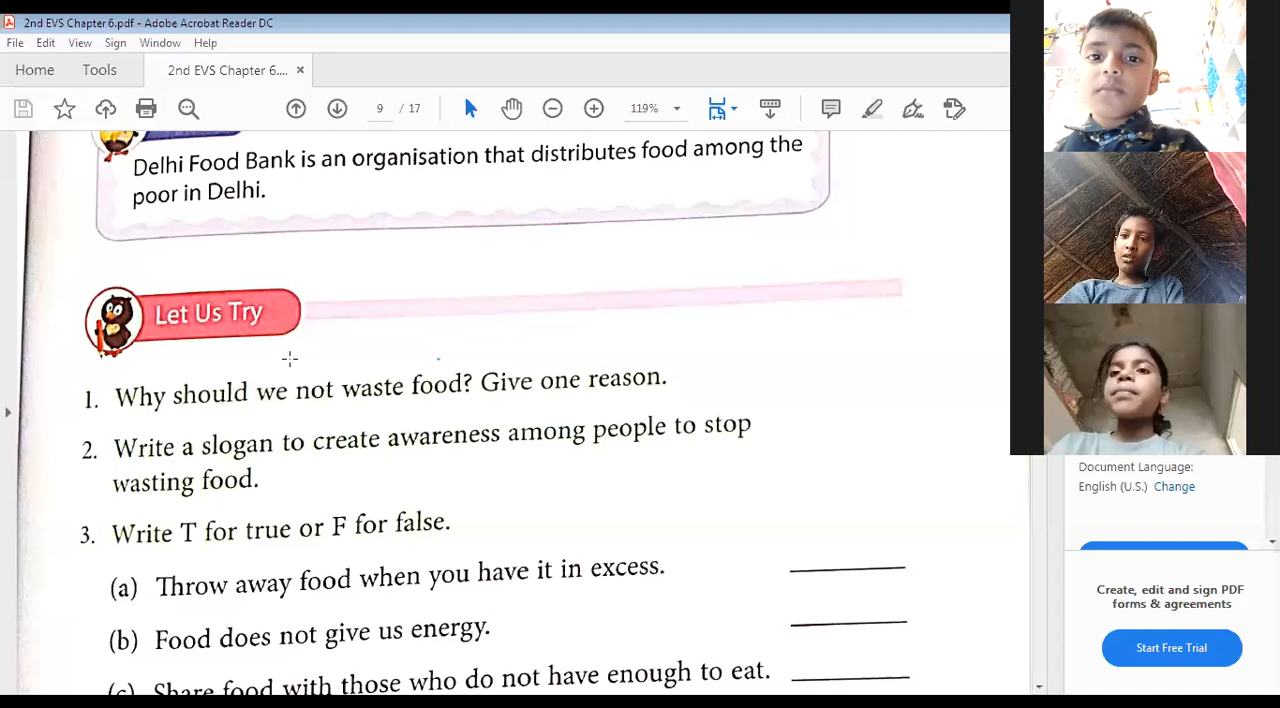 2nd EVS Chapter 6.pdf - Adobe Acrobat Reader DC
File Edit View Sign Window Help
Home Tools 2nd EVS Chapter 6.... ×
9 / 17 119%
Delhi Food Bank is an organisation that distributes food among the
poor in Delhi.
Let Us Try
1. Why should we not waste food? Give one reason.
2. Write a slogan to create awareness among people to stop
wasting food.
3. Write T for true or F for false.
(a) Throw away food when you have it in excess.
(b) Food does not give us energy.
(c) Share food with those who do not have enough to eat.
Document Language:
English (U.S.) Change
Create, edit and sign PDF
forms & agreements
Start Free Trial